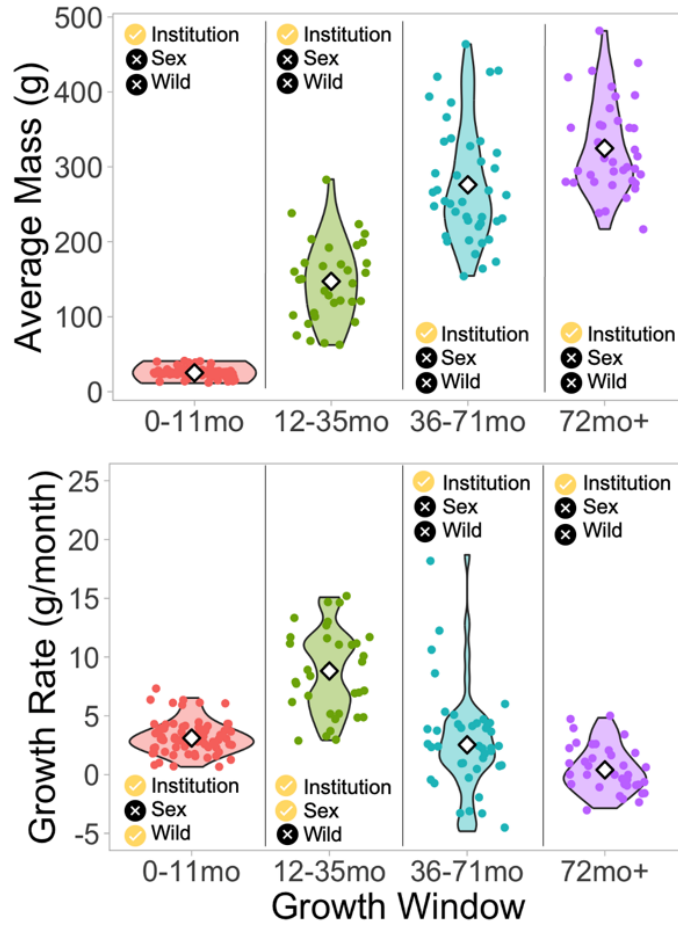 Average Mass (g)
500
400
300
200
100
0
Institution
Sex
Wild
Institution
Sex
Wild
Institution
Sex
Wild
Institution
Sex
Wild
0-11mo
12-35mo
36-71mo
72mo+
Growth Rate (g/month)
25
20
15
10
5
0
-5
Institution
Sex
Wild
Institution
Sex
Wild
Institution
Sex
Wild
Institution
Sex
Wild
0-11mo
12-35mo
36-71mo
72mo+
Growth Window